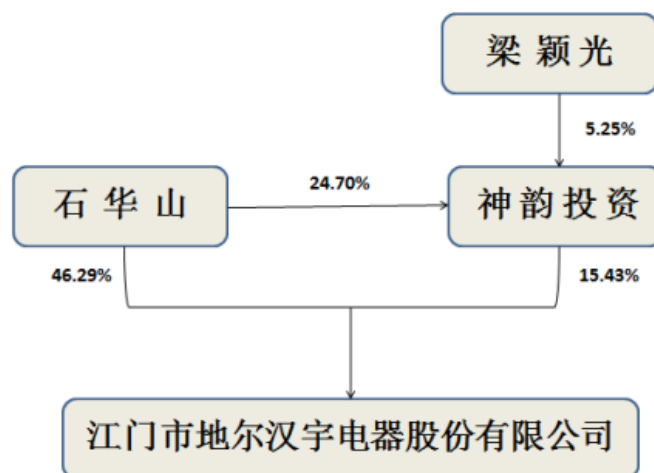 梁颖光
5.25%
石华山
24.70%
神韵投资
46.29%
15.43%
江门市地尔汉宇电器股份有限公司